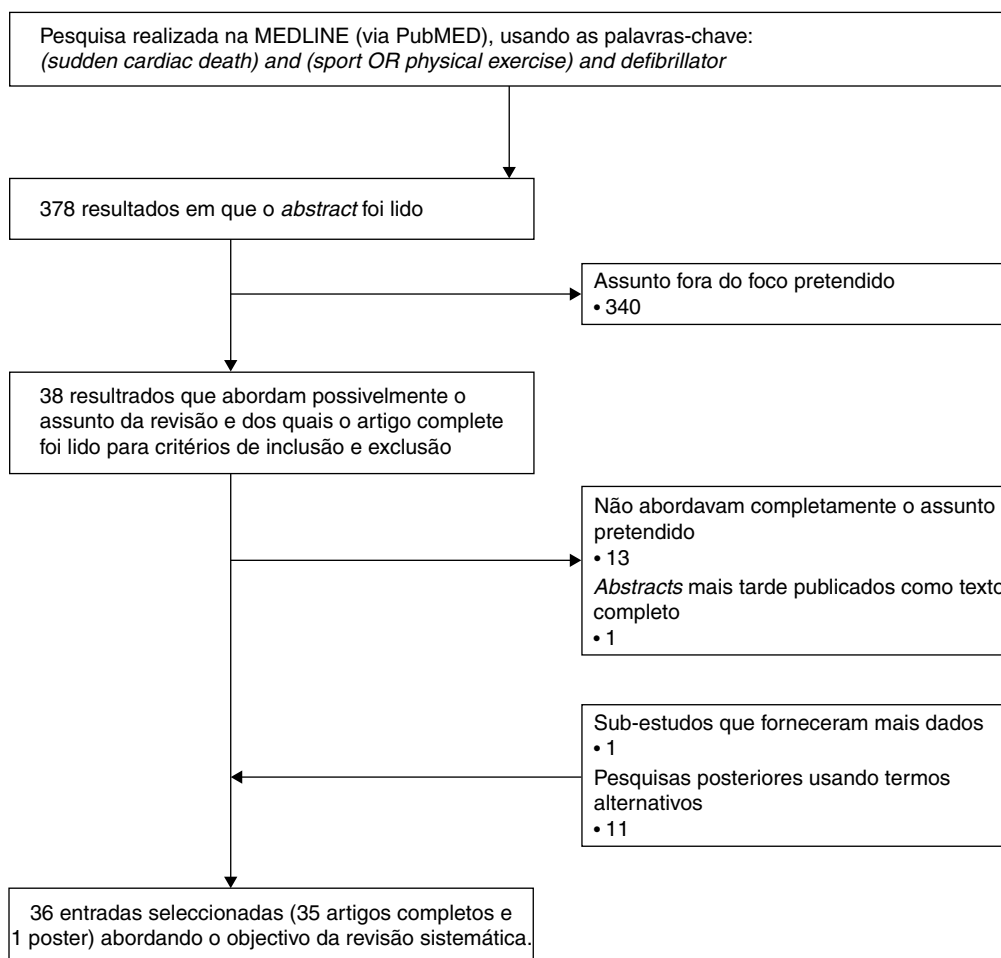 Pesquisa realizada na MEDLINE (via PubMED), usando as palavras-chave:
(sudden cardiac death) and (sport OR physical exercise) and defibrillator
378 resultados em que o abstract foi lido
Assunto fora do foco pretendido
• 340
38 resultrados que abordam possivelmente o
assunto da revisão e dos quais o artigo complete
foi lido para critérios de inclusão e exclusão
Não abordavam completamente o assunto
pretendido
• 13
Abstracts mais tarde publicados como texto
completo
• 1
Sub-estudos que forneceram mais dados
• 1
Pesquisas posteriores usando termos
alternativos
• 11
36 entradas seleccionadas (35 artigos completos e
1 poster) abordando o objectivo da revisão sistemática.